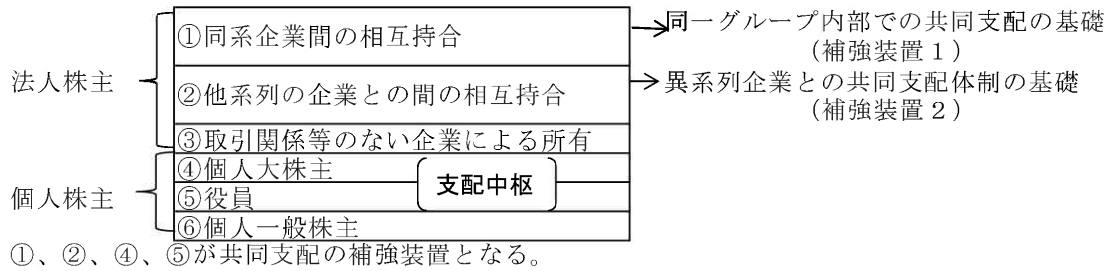 ①同系企業間の相互持合
同一グループ内部での共同支配の基礎
(補強装置1)
法人株主
②他系列の企業との間の相互持合
異系列企業との共同支配体制の基礎
(補強装置2)
③取引関係等のない企業による所有
④個人大株主
支配中枢
個人株主
⑤役員
⑥個人一般株主
①、②、④、⑤が共同支配の補強装置となる。